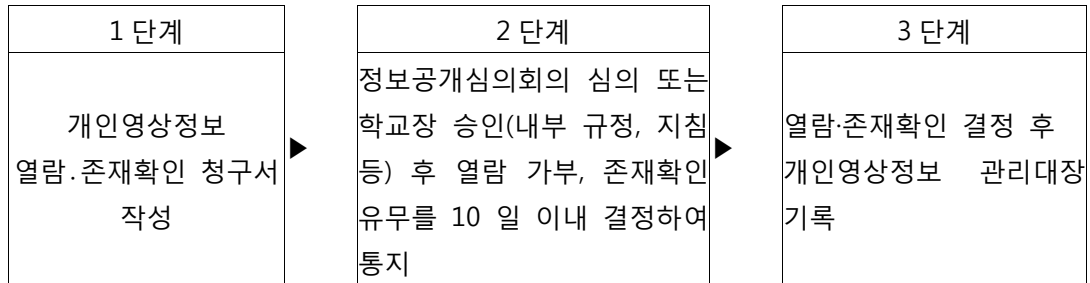 1 단계
개인영상정보
열람.존재확인 청구서
작성
▶
2 단계
정보공개심의회의 심의 또는
학교장 승인(내부 규정, 지침
등) 후 열람 가부, 존재확인
유무를 10 일 이내 결정하여
통지
▶
3 단계
열람·존재확인 결정 후
개인영상정보 관리대장
기록